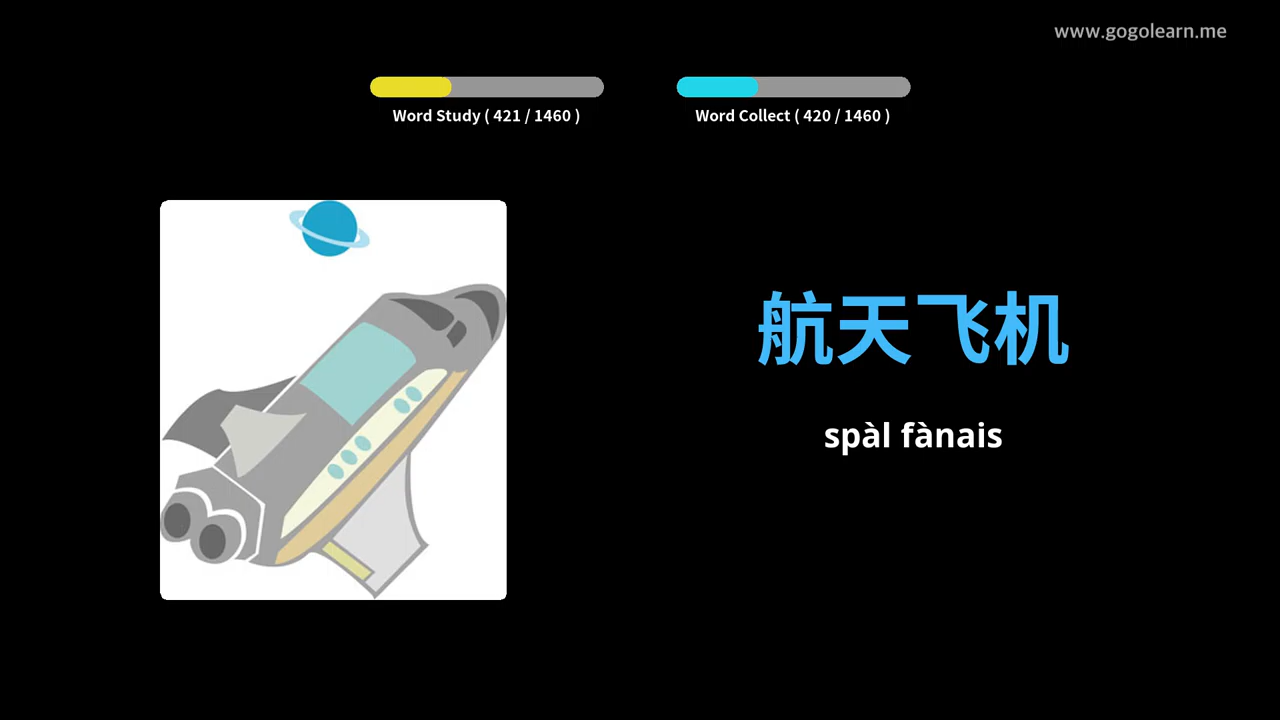 www.gogolearn.me
Word Study ( 421 / 1460 )
Word Collect ( 420 / 1460 )
航天飞机
spàl fànais